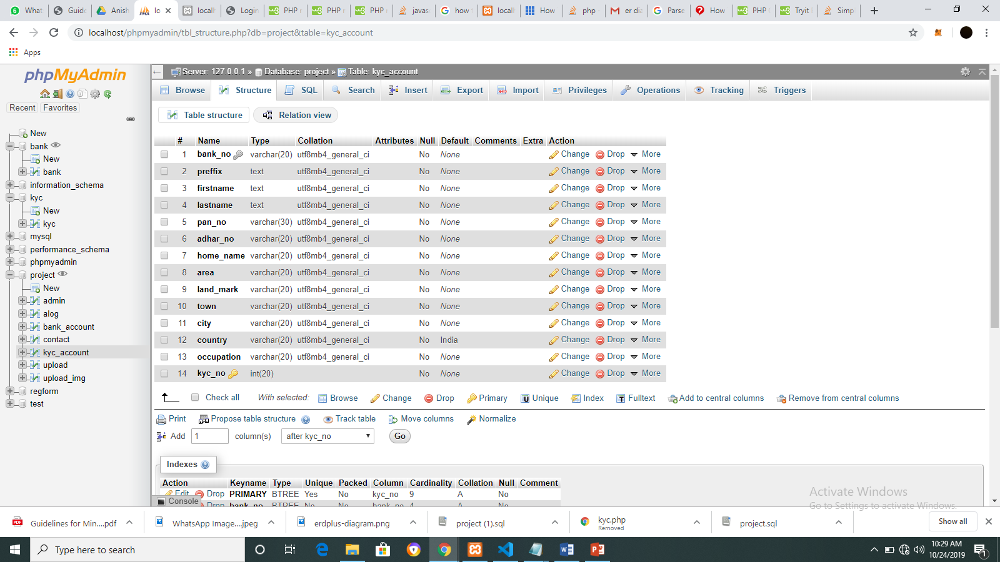 What Guide Anish lo locall Login PHP r PHP r PHP r javas how locall How php - er dia Parse How PHP Tryit Simp
localhost/phpmyadmin/tbl_structure.php?db=project&table=kyc_account
Apps
phpMyAdmin
Recent Favorites
New
bank
New
bank
information_schema
kyc
New
kyc
mysql
performance_schema
phpmyadmin
project
New
admin
alog
bank_account
contact
kyc_account
upload
upload_img
regform
test
Server: 127.0.0.1 » Database: project » Table: kyc_account
Browse Structure SQL Search Insert Export Import Privileges Operations Tracking Triggers
Table structure Relation view
# Name Type Collation Attributes Null Default Comments Extra Action
1 bank_no varchar(20) utf8mb4_general_ci No None Change Drop More
2 preffix text utf8mb4_general_ci No None Change Drop More
3 firstname text utf8mb4_general_ci No None Change Drop More
4 lastname text utf8mb4_general_ci No None Change Drop More
5 pan_no varchar(30) utf8mb4_general_ci No None Change Drop More
6 adhar_no varchar(20) utf8mb4_general_ci No None Change Drop More
7 home_name varchar(20) utf8mb4_general_ci No None Change Drop More
8 area varchar(20) utf8mb4_general_ci No None Change Drop More
9 land_mark varchar(20) utf8mb4_general_ci No None Change Drop More
10 town varchar(20) utf8mb4_general_ci No None Change Drop More
11 city varchar(20) utf8mb4_general_ci No None Change Drop More
12 country varchar(20) utf8mb4_general_ci No India Change Drop More
13 occupation varchar(20) utf8mb4_general_ci No None Change Drop More
14 kyc_no int(20) No None Change Drop More
Check all With selected: Browse Change Drop Primary Unique Index Fulltext Add to central columns Remove from central columns
Print Propose table structure Track table Move columns Normalize
Add 1 column(s) after kyc_no Go
Indexes
Action Keyname Type Unique Packed Column Cardinality Collation Null Comment
Edit Drop PRIMARY BTREE Yes No kyc_no 9 A No
Drop bank_no BTREE No No bank_no 4 A No
Console
Activate Windows
Go to Settings to activate Windows.
Guidelines for Min....pdf WhatsApp Image....jpeg erdplus-diagram.png project (1).sql kyc.php Removed project.sql Show all
Type here to search
10:29 AM
10/24/2019
1